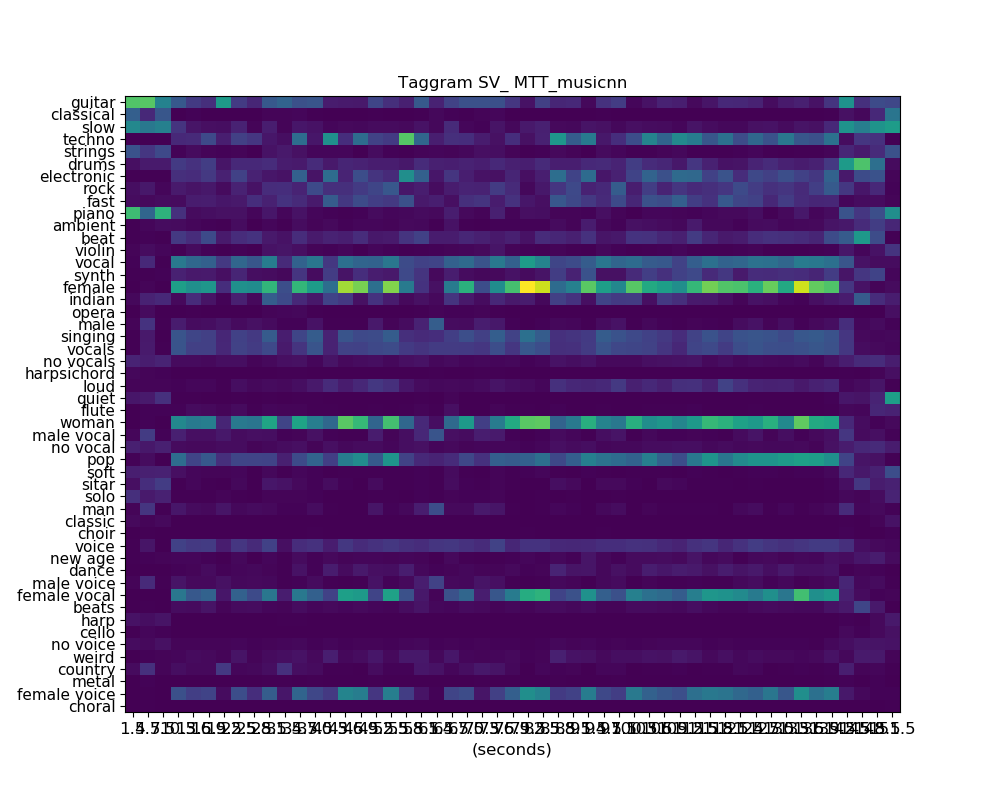 Taggram SV_ MTT_musicnn
guitar
classical
slow
techno
strings
drums
electronic
rock
fast
piano
ambient
beat
violin
vocal
synth
female
indian
opera
male
singing
vocals
no vocals
harpsichord
loud
quiet
flute
woman
male vocal
no vocal
pop
soft
sitar
solo
man
classic
choir
voice
new age
dance
male voice
female vocal
beats
harp
cello
no voice
weird
country
metal
female voice
choral
(seconds)